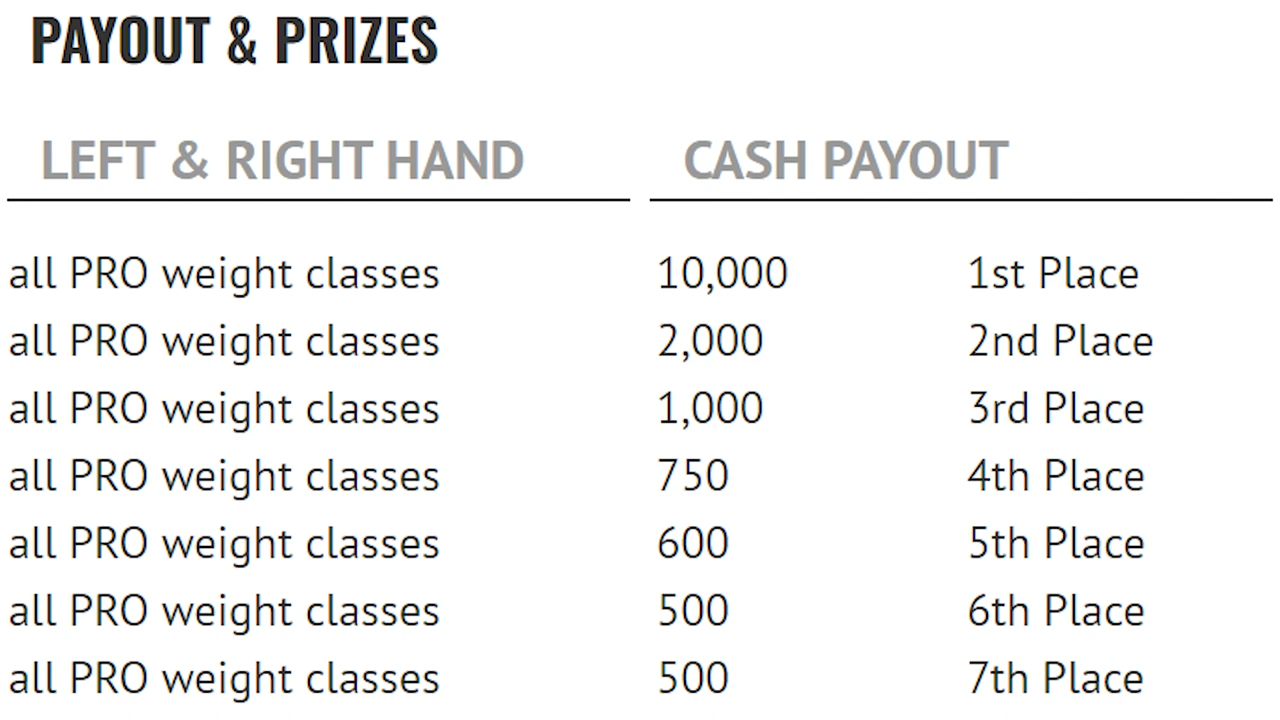 PAYOUT & PRIZES
LEFT & RIGHT HAND CASH PAYOUT
all PRO weight classes 10,000 1st Place
all PRO weight classes 2,000 2nd Place
all PRO weight classes 1,000 3rd Place
all PRO weight classes 750 4th Place
all PRO weight classes 600 5th Place
all PRO weight classes 500 6th Place
all PRO weight classes 500 7th Place